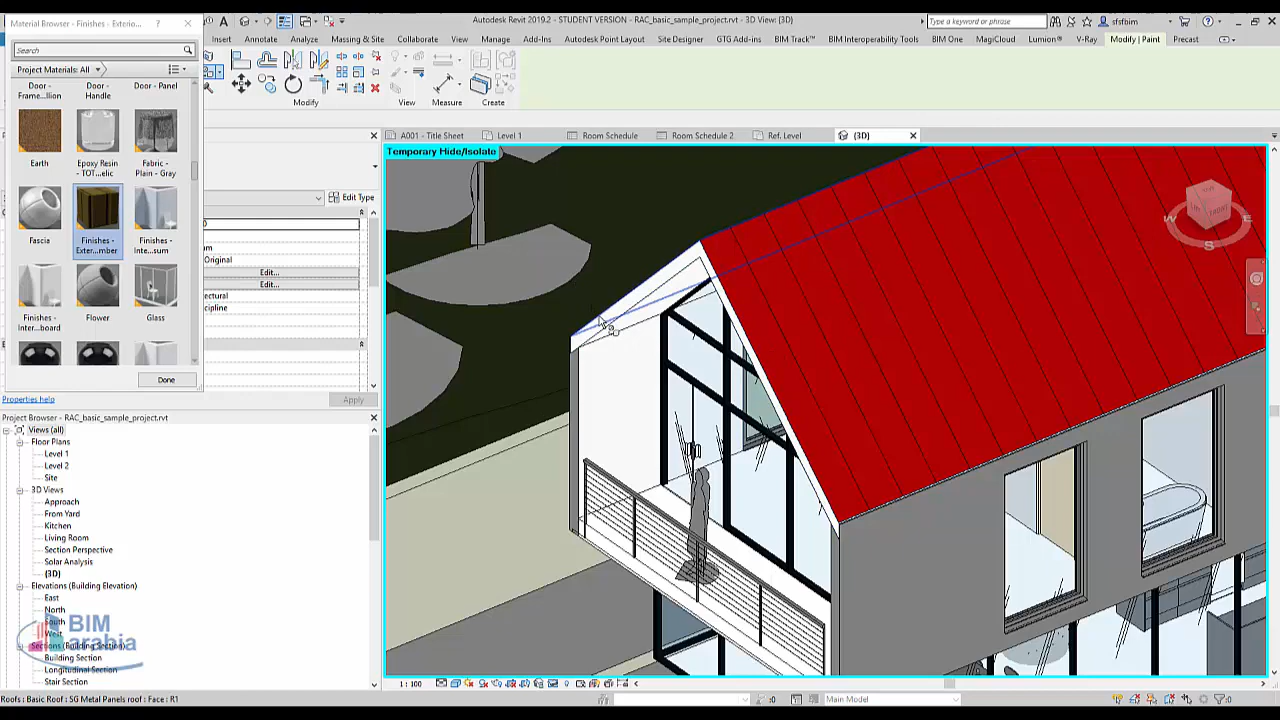 Material Browser - Finishes - Exterio...
?
Autodesk Revit 2019.2 - STUDENT VERSION - RAC_basic_sample_project.rvt - 3D View: {3D}
Type a keyword or phrase
sfsfbim
Insert Annotate Analyze Massing & Site Collaborate View Manage Add-Ins Autodesk Point Layout Site Designer GTG Add-Ins BIM Track™ BIM Interoperability Tools BIM One MagiCloud Lumion® V-Ray Modify | Paint Precast
Search
Project Materials: All
Modify View Measure Create
Door - Frame...llion
Door - Handle
Door - Panel
Earth
Epoxy Resin - TOT...elic
Fabric - Plain - Gray
Fascia
Finishes - Exter...mber
Finishes - Inte...sum
Finishes - Inter...board
Flower
Glass
Done
A001 - Title Sheet Level 1 Room Schedule Room Schedule 2 Ref. Level {3D}
Temporary Hide/Isolate
Edit Type
0
um
Original
Edit...
Edit...
ectural
cipline
Properties help
Apply
Project Browser - RAC_basic_sample_project.rvt
Views (all)
Floor Plans
Level 1
Level 2
Site
3D Views
Approach
From Yard
Kitchen
Living Room
Section Perspective
Solar Analysis
{3D}
Elevations (Building Elevation)
East
North
South
West
Sections (Building Section)
Building Section
Longitudinal Section
Stair Section
BIM
arabia
FRONT
W
E
S
1 : 100
Roofs : Basic Roof : SG Metal Panels roof : Face : R1
:0
Main Model
:0